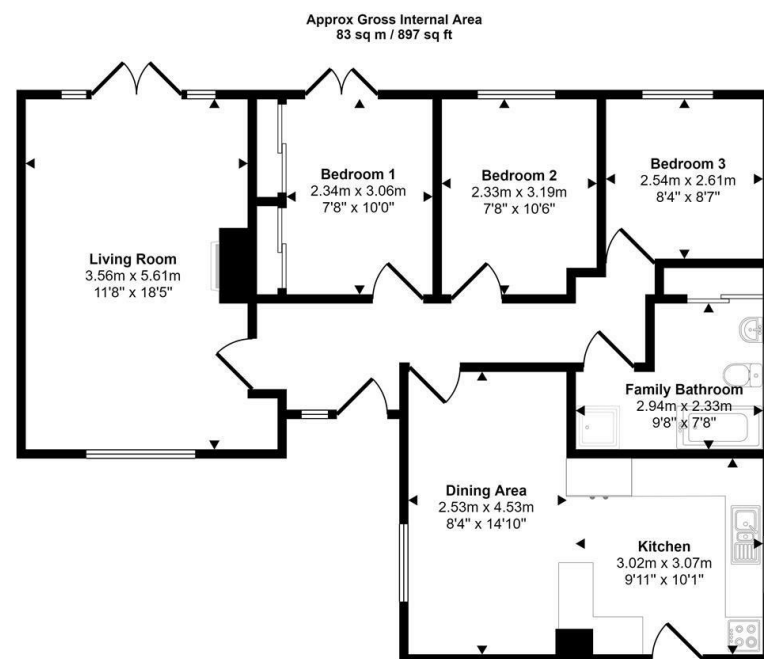 Approx Gross Internal Area
83 sq m / 897 sq ft
Bedroom 1
2.34m x 3.06m
7'8" x 10'0"
Bedroom 2
2.33m x 3.19m
7'8" x 10'6"
Bedroom 3
2.54m x 2.61m
8'4" x 8'7"
Living Room
3.56m x 5.61m
11'8" x 18'5"
Family Bathroom
2.94m x 2.33m
9'8" x 7'8"
Dining Area
2.53m x 4.53m
8'4" x 14'10"
Kitchen
3.02m x 3.07m
9'11" x 10'1"